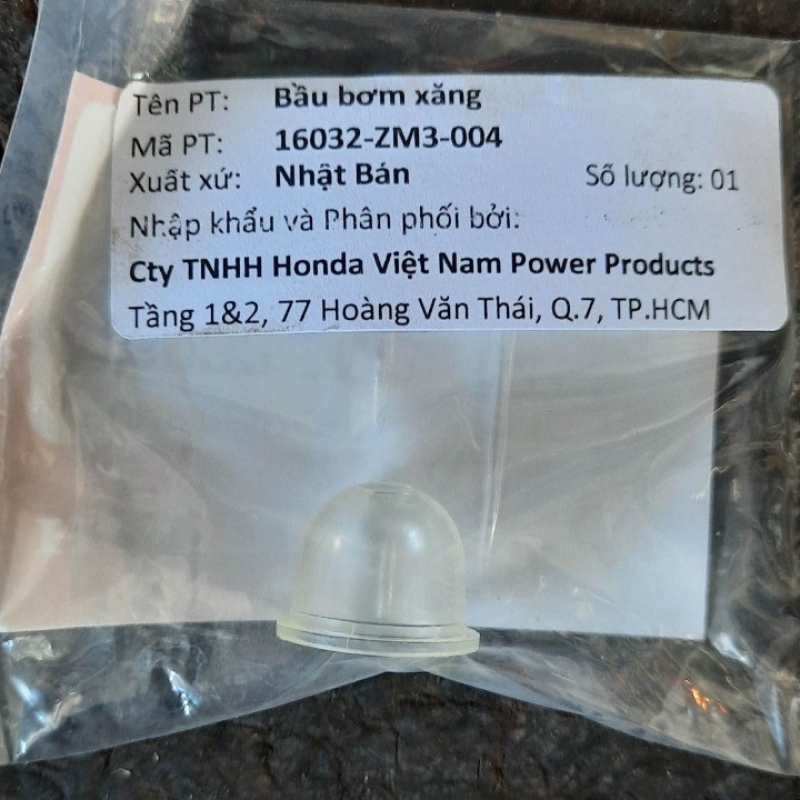 Tên PT: Bầu bơm xăng
Mã PT: 16032-ZM3-004
Xuất xứ: Nhật Bán Số lượng: 01
Nhập khẩu và Phân phối bởi:
Cty TNHH Honda Việt Nam Power Products
Tầng 1&2, 77 Hoàng Văn Thái, Q.7, TP.HCM